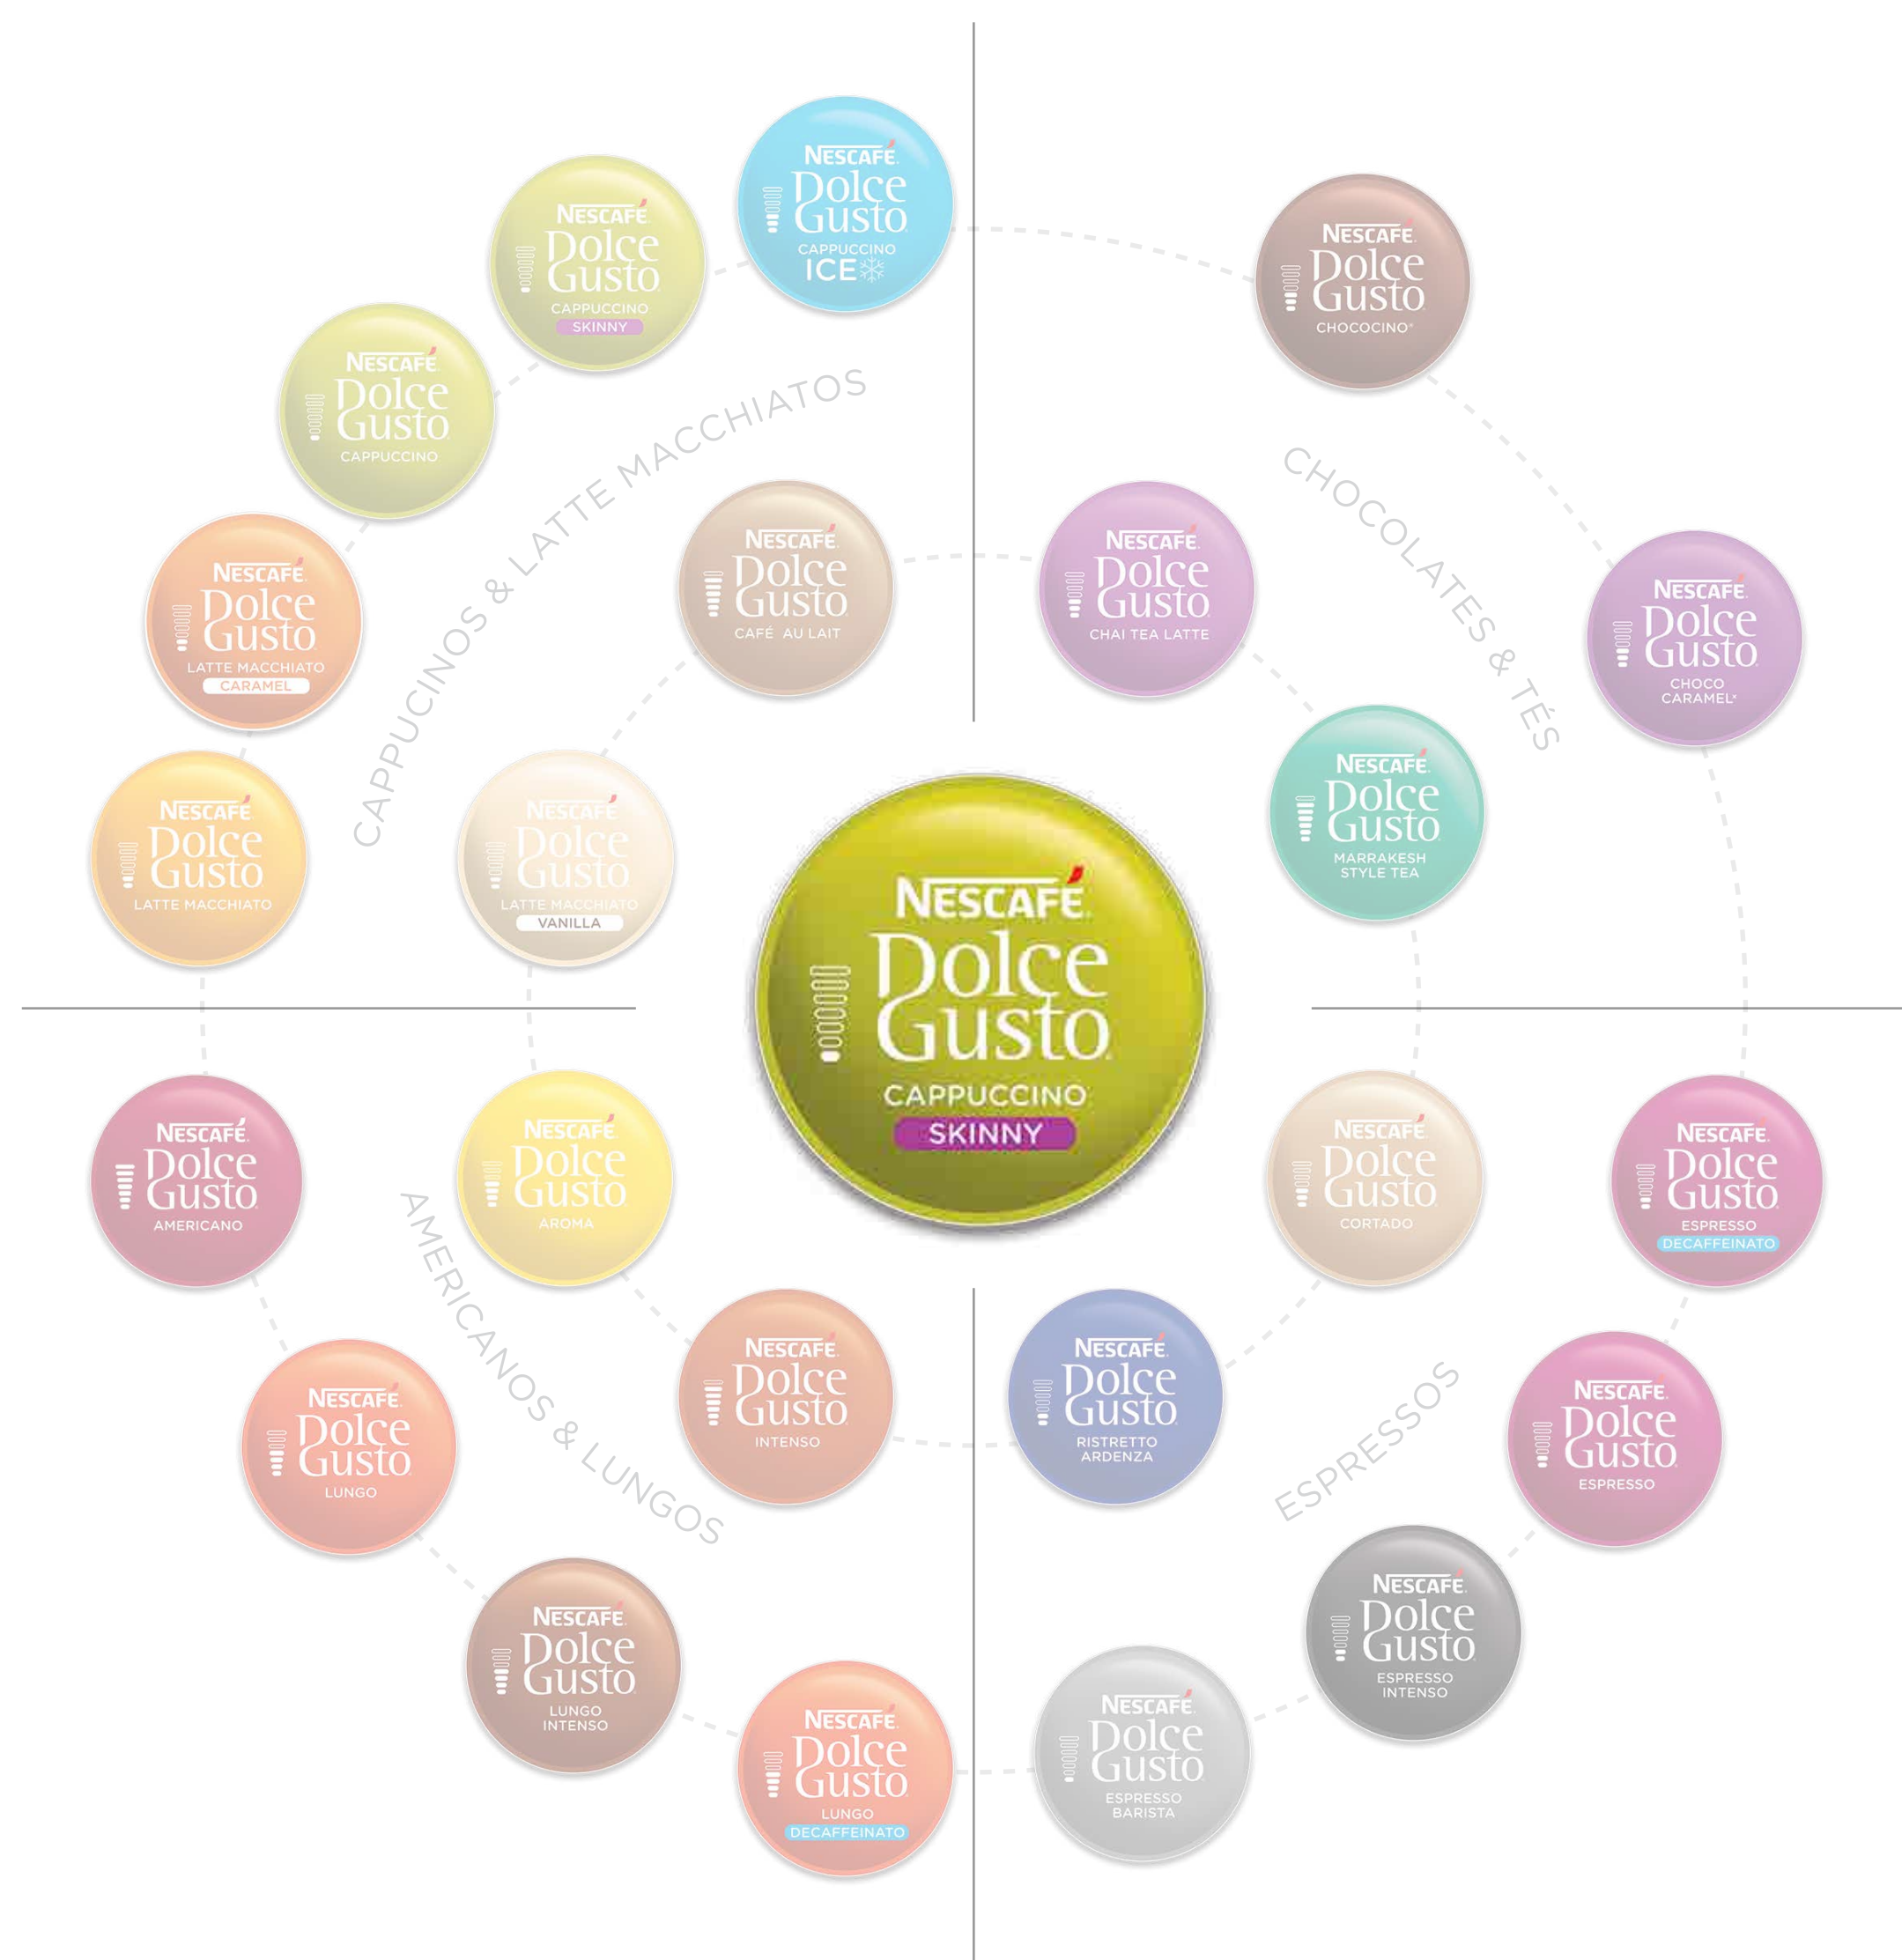 NESCAFÉ
Dolce
Gusto
CAPPUCCINO
ICE
NESCAFÉ
Dolce
Gusto
CAPPUCCINO
SKINNY
NESCAFÉ
Dolce
Gusto
CAPPUCCINO
NESCAFÉ
Dolce
Gusto
LATTE MACCHIATO
CARAMEL
NESCAFÉ
Dolce
Gusto
LATTE MACCHIATO
CAPPUCINOS & LATTE MACCHIATOS
NESCAFÉ
Dolce
Gusto
CAFÉ AU LAIT
NESCAFÉ
Dolce
Gusto
LATTE MACCHIATO
VANILLA
NESCAFÉ
Dolce
Gusto
CHOCOCINO
NESCAFÉ
Dolce
Gusto
CHOCO
CARAMEL
CHOCOLATES & TÉS
NESCAFÉ
Dolce
Gusto
CHAI TEA LATTE
NESCAFÉ
Dolce
Gusto
MARRAKESH
STYLE TEA
NESCAFÉ
Dolce
Gusto
CAPPUCCINO
SKINNY
NESCAFÉ
Dolce
Gusto
AMERICANO
NESCAFÉ
Dolce
Gusto
AROMA
NESCAFÉ
Dolce
Gusto
INTENSO
AMERICANOS & LUNGOS
NESCAFÉ
Dolce
Gusto
LUNGO
NESCAFÉ
Dolce
Gusto
LUNGO
INTENSO
NESCAFÉ
Dolce
Gusto
LUNGO
DECAFFEINATO
NESCAFÉ
Dolce
Gusto
CORTADO
NESCAFÉ
Dolce
Gusto
ESPRESSO
DECAFFEINATO
NESCAFÉ
Dolce
Gusto
RISTRETTO
ARDENZA
ESPRESSOS
NESCAFÉ
Dolce
Gusto
ESPRESSO
NESCAFÉ
Dolce
Gusto
ESPRESSO
INTENSO
NESCAFÉ
Dolce
Gusto
ESPRESSO
BARISTA